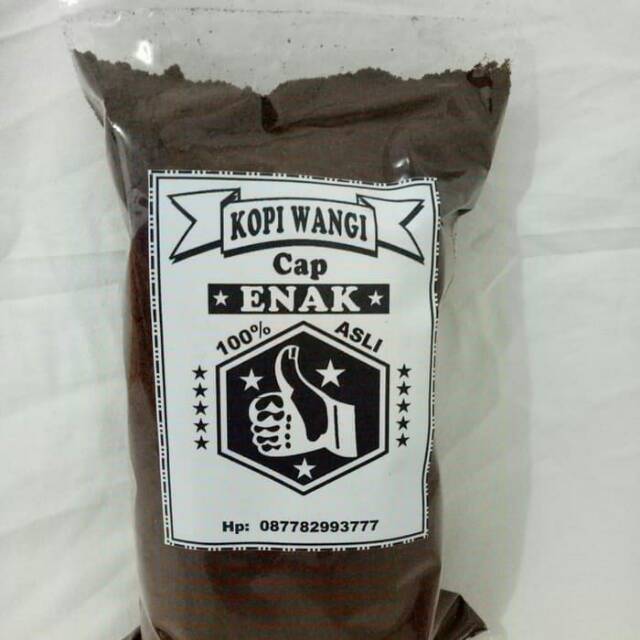 KOPI WANGI
Cap
ENAK
100% ASLI
Hp: 087782993777